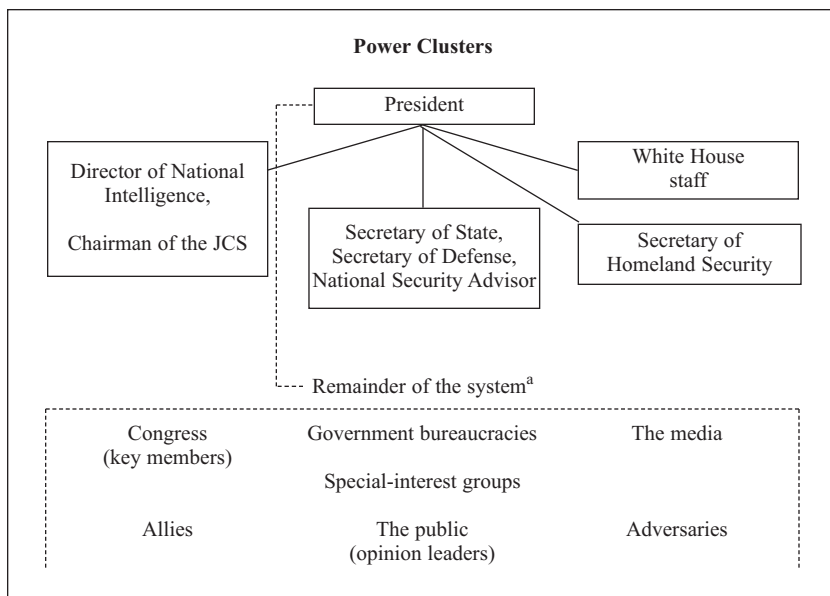 Power Clusters
President
Director of National
Intelligence,
Chairman of the JCS
Secretary of State,
Secretary of Defense,
National Security Advisor
White House
staff
Secretary of
Homeland Security
Remainder of the systemᵃ
Congress
(key members)
Government bureaucracies
The media
Special-interest groups
Allies
The public
(opinion leaders)
Adversaries